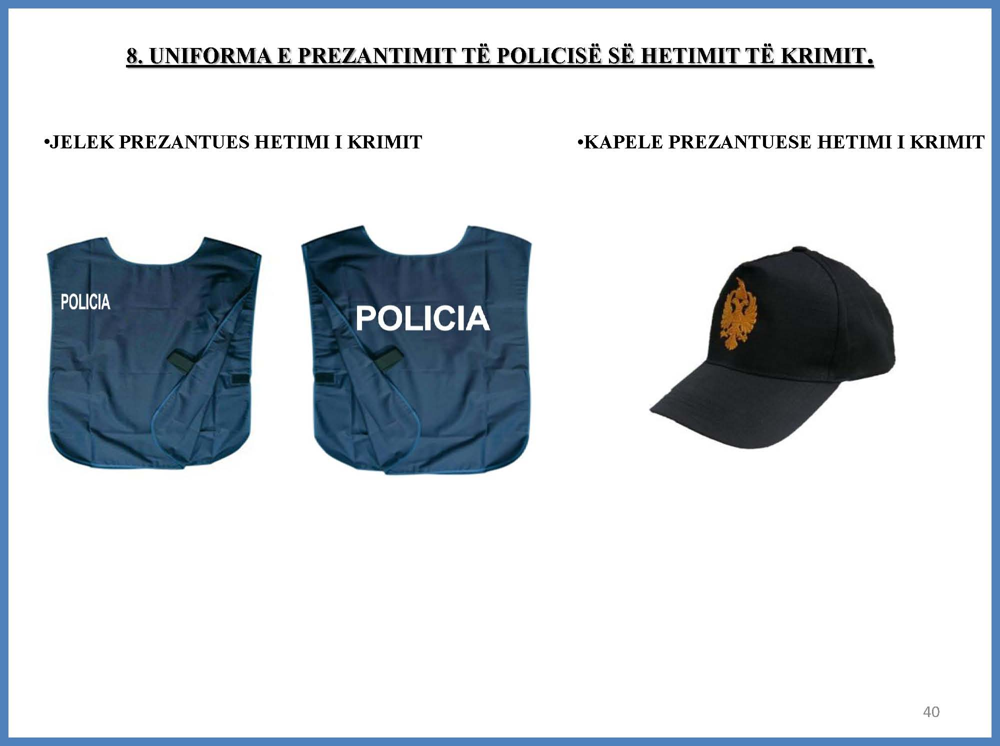 8. UNIFORMA E PREZANTIMIT TË POLICISË SË HETIMIT TË KRIMIT.
•JELEK PREZANTUES HETIMI I KRIMIT
•KAPELE PREZANTUESE HETIMI I KRIMIT
POLICIA
POLICIA
40